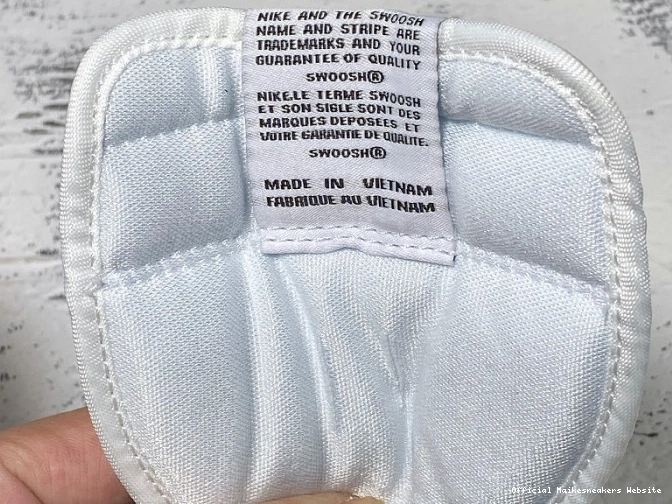 NIKE AND THE SWOOSH
NAME AND STRIPE ARE
TRADEMARKS AND YOUR
GUARANTEE OF QUALITY
SWOOSH®
NIKE.LE TERME SWOOSH
ET SON SIGLE SONT DES
MARQUES DEPOSEES ET
VOTRE GARANTIE DE QUALITE.
SWOOSH®
MADE IN VIETNAM
FABRIQUE AU VIETNAM
Official Maikesneakers Website